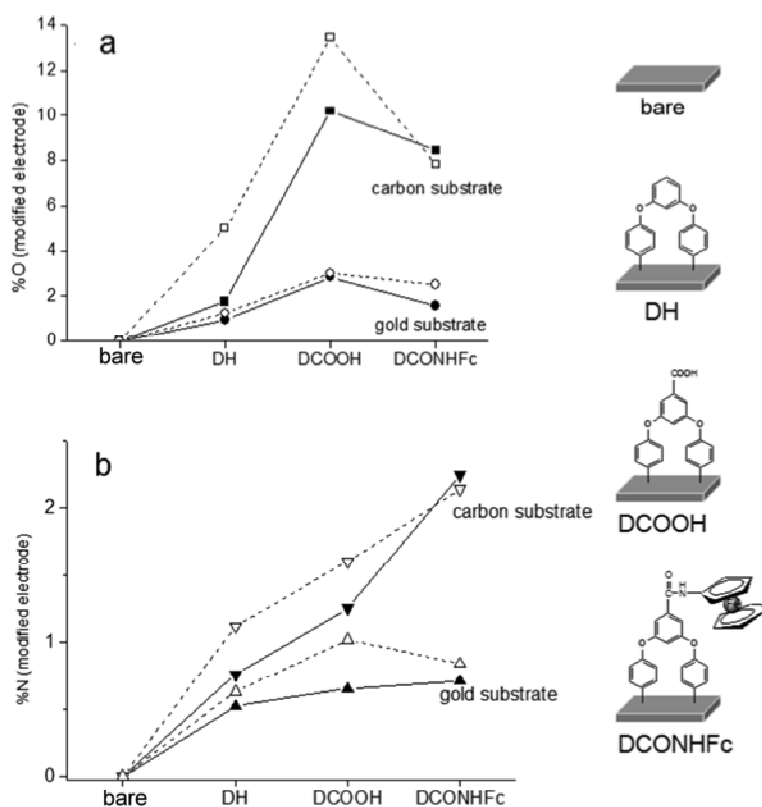 a
14
12
10
8
6
4
2
0
%O (modified electrode)
carbon substrate
gold substrate
bare
DH
DCOOH
DCONHFc
b
2
1
0
%N (modified electrode)
carbon substrate
gold substrate
bare
DH
DCOOH
DCONHFc
bare
O
O
DH
COOH
O
O
DCOOH
O
C
H
N
O
O
DCONHFc